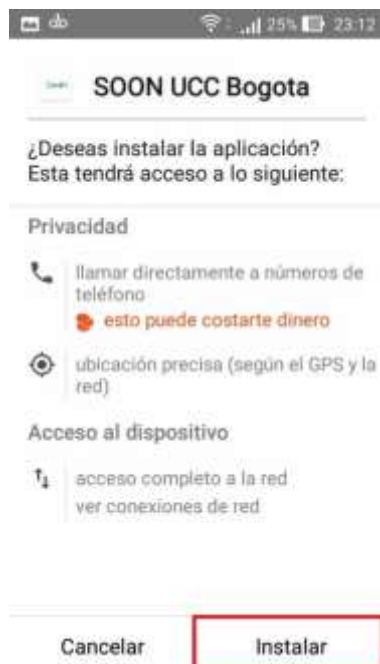 25% 23:12
SOON UCC Bogota
¿Deseas instalar la aplicación?
Esta tendrá acceso a lo siguiente:
Privacidad
llamar directamente a números de
teléfono
esto puede costarte dinero
ubicación precisa (según el GPS y la
red)
Acceso al dispositivo
acceso completo a la red
ver conexiones de red
Cancelar Instalar